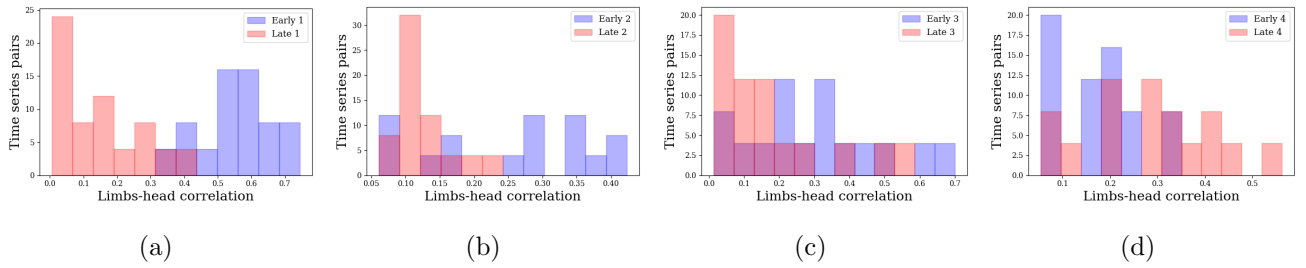 Time series pairs
25
20
15
10
5
0
Early 1
Late 1
0.0 0.1 0.2 0.3 0.4 0.5 0.6 0.7
Limbs-head correlation
(a)
Time series pairs
30
25
20
15
10
5
0
Early 2
Late 2
0.05 0.10 0.15 0.20 0.25 0.30 0.35 0.40
Limbs-head correlation
(b)
Time series pairs
20.0
17.5
15.0
12.5
10.0
7.5
5.0
2.5
0.0
Early 3
Late 3
0.0 0.1 0.2 0.3 0.4 0.5 0.6 0.7
Limbs-head correlation
(c)
Time series pairs
20.0
17.5
15.0
12.5
10.0
7.5
5.0
2.5
0.0
Early 4
Late 4
0.1 0.2 0.3 0.4 0.5
Limbs-head correlation
(d)